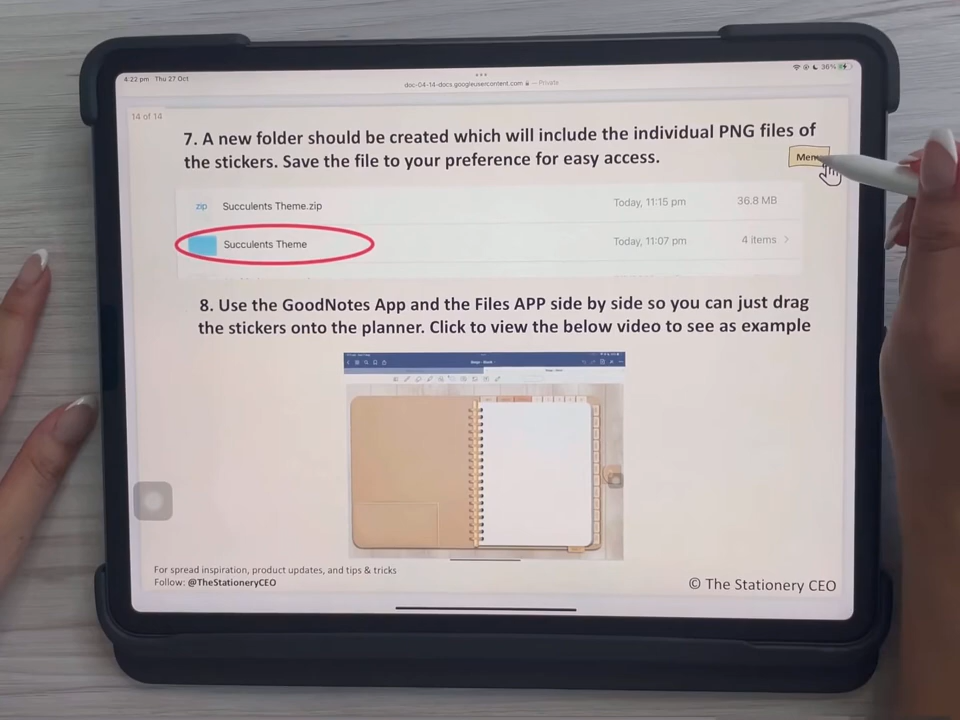 4:22 pm Thu 27 Oct
36%
doc-04-14-docs.googleusercontent.com — Private
14 of 14
7. A new folder should be created which will include the individual PNG files of
the stickers. Save the file to your preference for easy access.
zip Succulents Theme.zip Today, 11:15 pm 36.8 MB
Succulents Theme Today, 11:07 pm 4 items >
8. Use the GoodNotes App and the Files APP side by side so you can just drag
the stickers onto the planner. Click to view the below video to see as example
For spread inspiration, product updates, and tips & tricks
Follow: @TheStationeryCEO
© The Stationery CEO